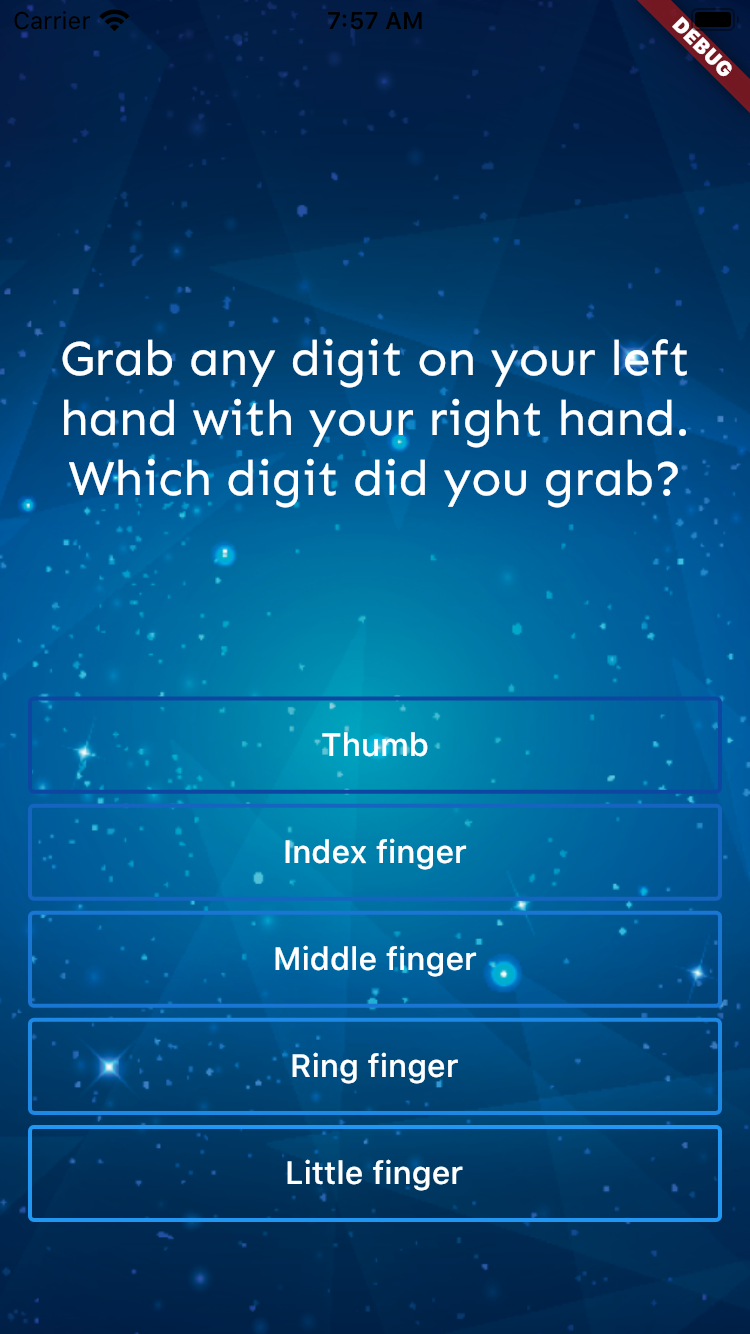 Carrier 7:57 AM
DEBUG
Grab any digit on your left
hand with your right hand.
Which digit did you grab?
Thumb
Index finger
Middle finger
Ring finger
Little finger